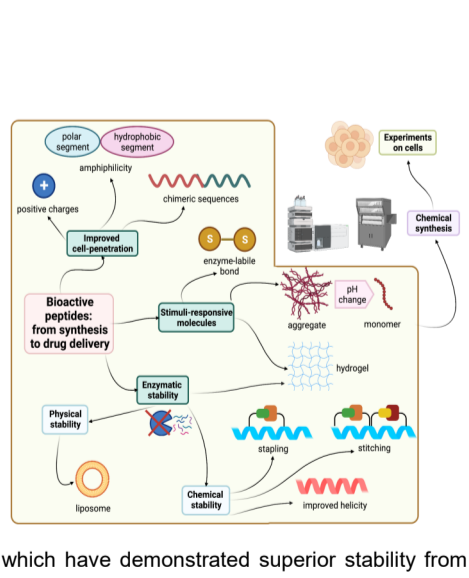 polar
segment
hydrophobic
segment
amphiphilicity
+
positive charges
chimeric sequences
Improved
cell-penetration
S
S
enzyme-labile
bond
Experiments
on cells
Chemical
synthesis
Bioactive
peptides:
from synthesis
to drug delivery
Stimuli-responsive
molecules
aggregate
pH
change
monomer
hydrogel
Enzymatic
stability
Physical
stability
liposome
Chemical
stability
stapling
stitching
improved helicity
which have demonstrated superior stability from